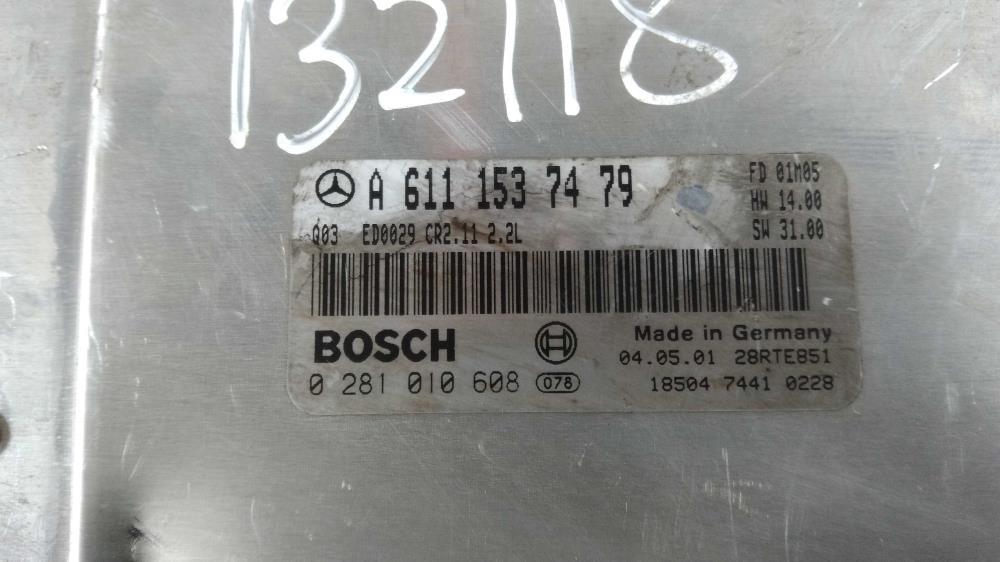 132118
A 611 153 74 79
FD 01M05
HW 14.00
Q03 ED0029 CR2.11 2.2L
SW 31.00
BOSCH
Made in Germany
04.05.01 28RTE851
0 281 010 608 078
18504 7441 0228